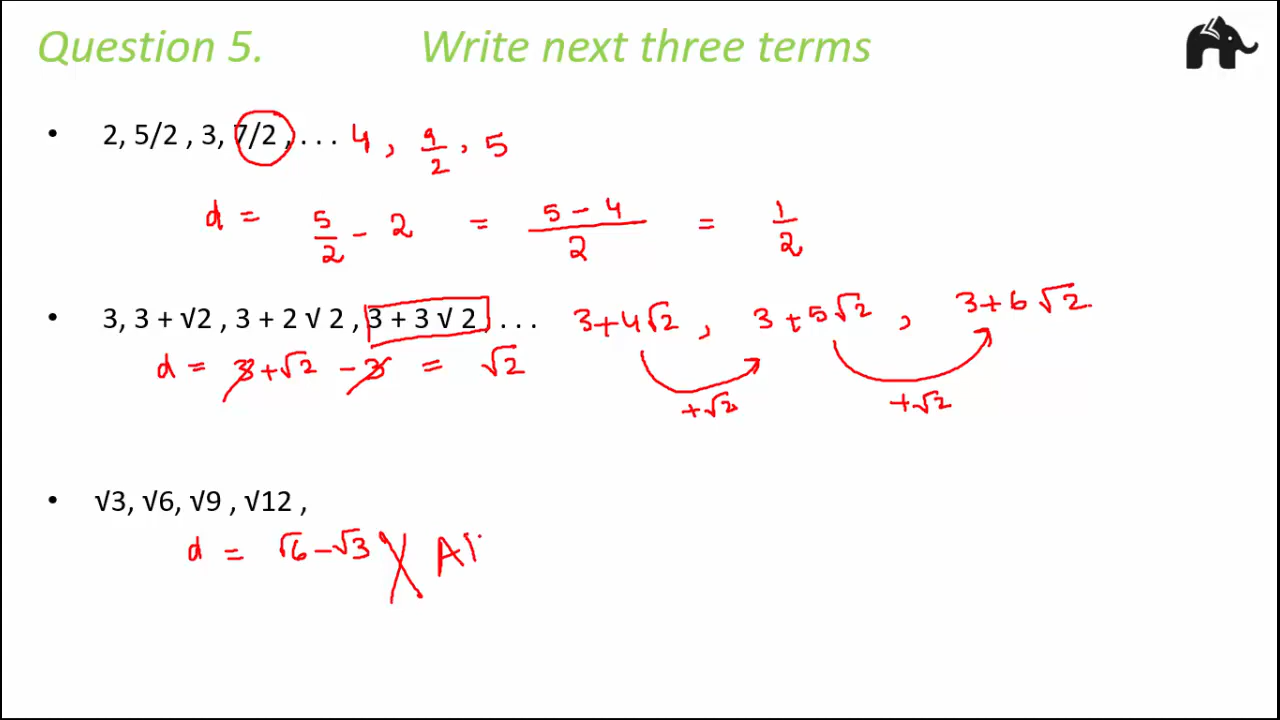 Question 5. Write next three terms
• 2, 5/2 , 3, 7/2 , . . . 4 , 9/2 , 5
d = 5/2 - 2 = (5 - 4)/2 = 1/2
• 3, 3 + √2 , 3 + 2 √ 2 , 3 + 3 √ 2 , . . . 3+4√2 , 3+5√2 , 3+6√2
d = 3+√2 - 3 = √2
+√2 +√2
• √3, √6, √9 , √12 ,
d = √6-√3 X